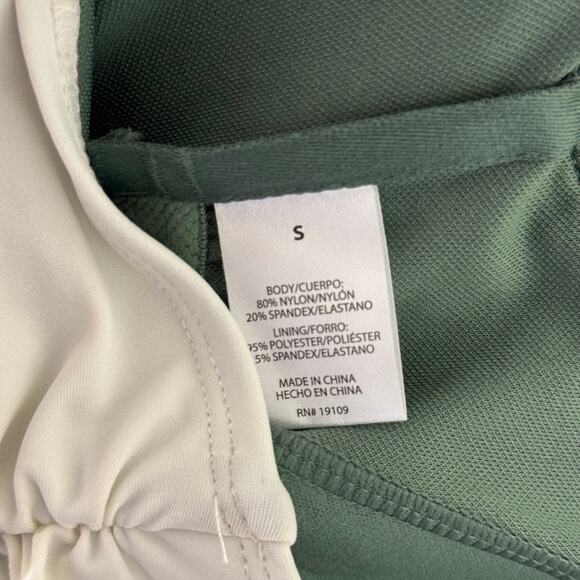 S
BODY/CUERPO:
80% NYLON/NYLÓN
20% SPANDEX/ELASTANO
LINING/FORRO:
95% POLYESTER/POLIÉSTER
5% SPANDEX/ELASTANO
MADE IN CHINA
HECHO EN CHINA
RN# 19109